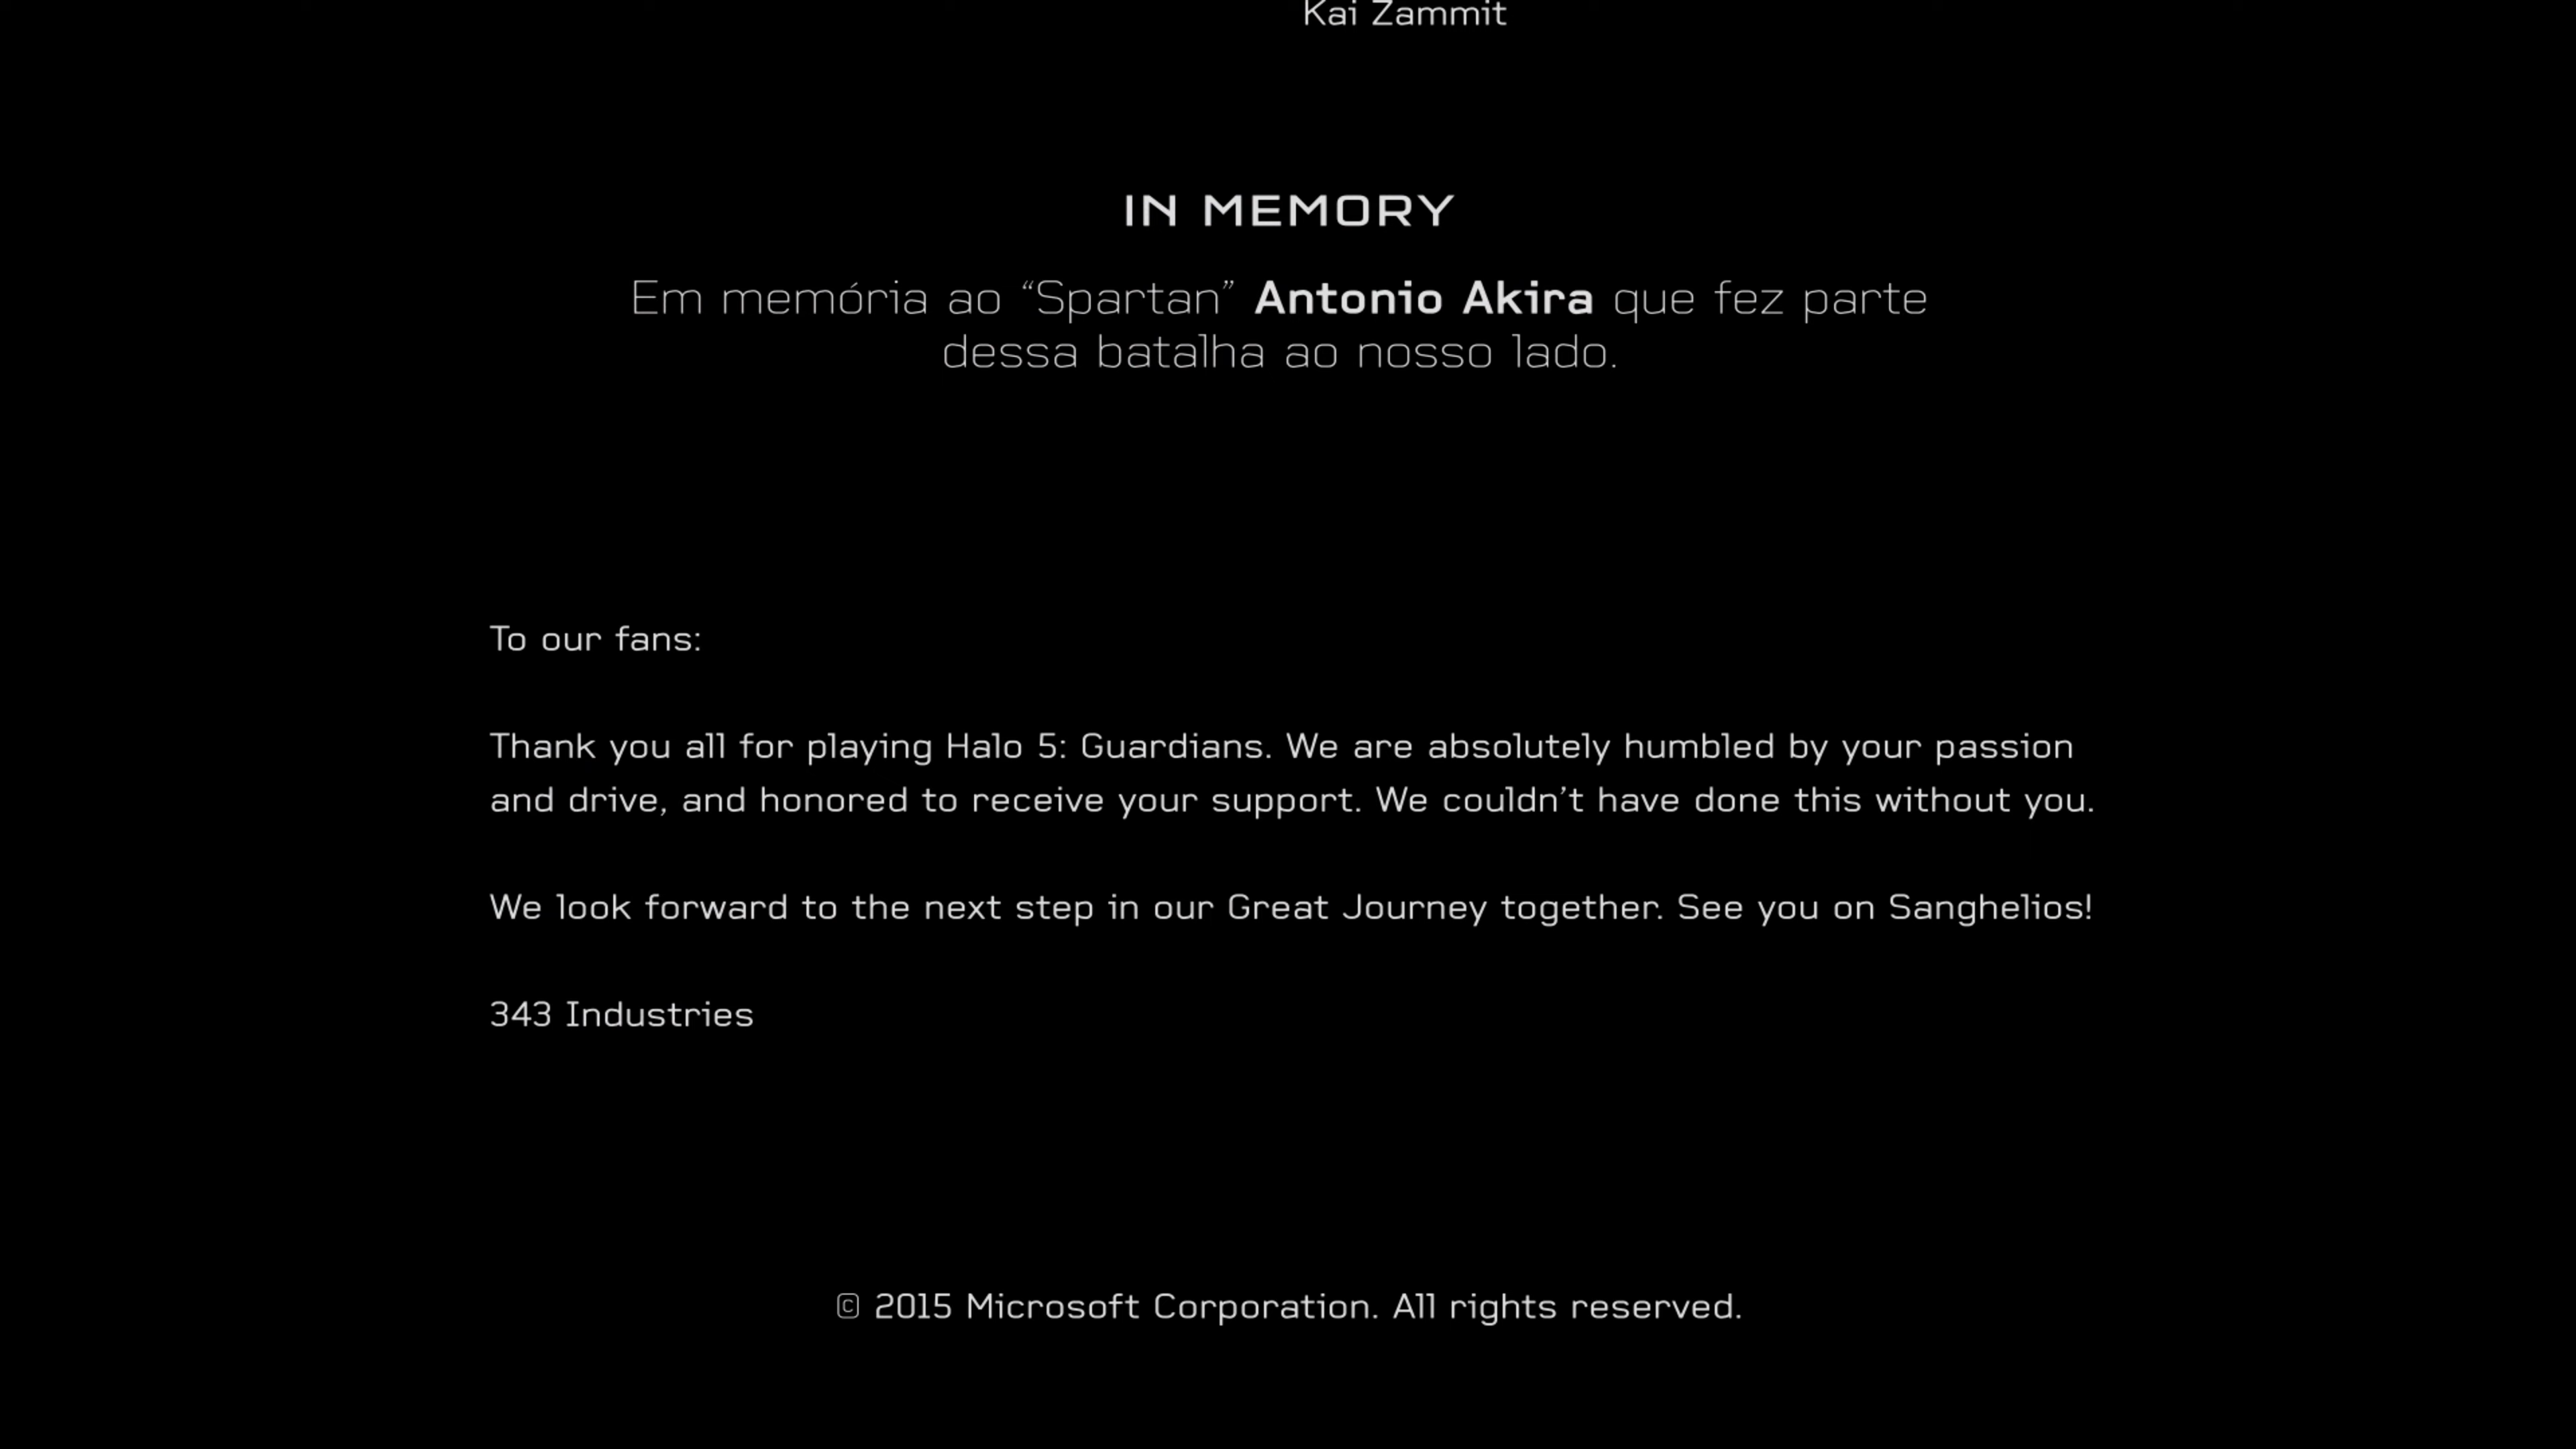 Kai Zammit
IN MEMORY
Em memória ao “Spartan” Antonio Akira que fez parte
dessa batalha ao nosso lado.
To our fans:
Thank you all for playing Halo 5: Guardians. We are absolutely humbled by your passion
and drive, and honored to receive your support. We couldn’t have done this without you.
We look forward to the next step in our Great Journey together. See you on Sanghelios!
343 Industries
© 2015 Microsoft Corporation. All rights reserved.